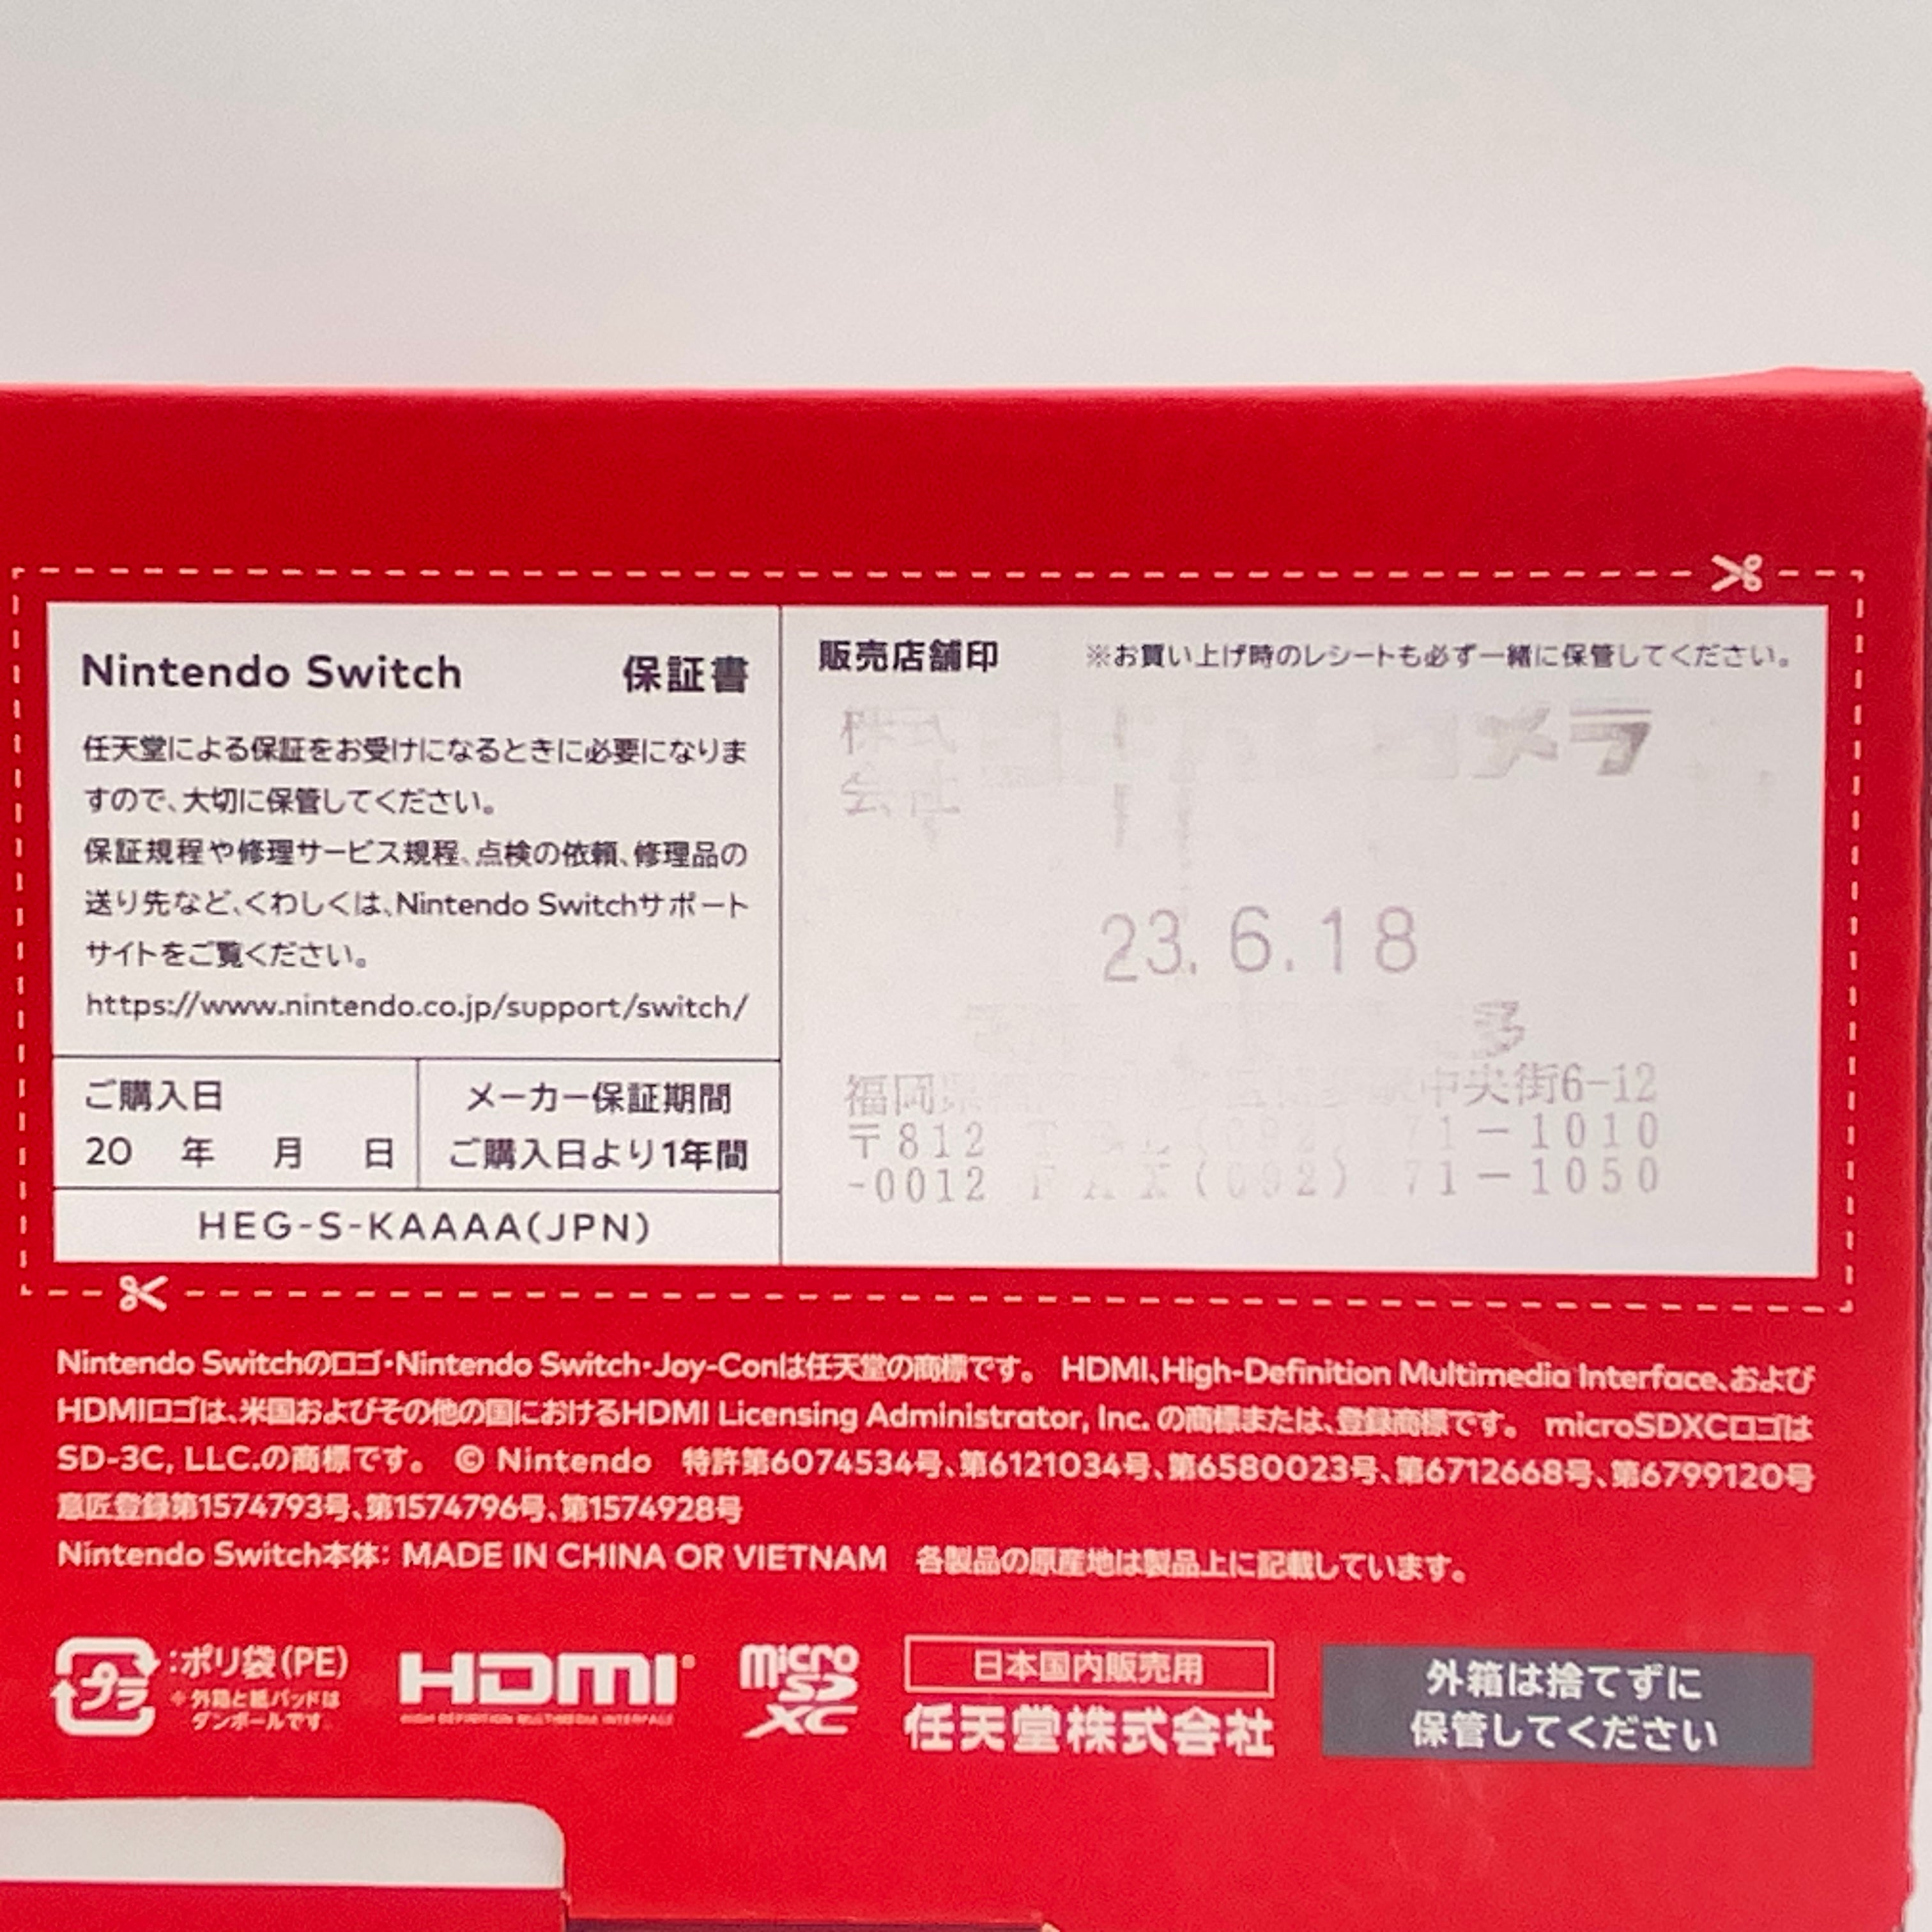 Nintendo Switch 保証書
任天堂による保証をお受けになるときに必要になりま
すので、大切に保管してください。
保証規程や修理サービス規程、点検の依頼、修理品の
送り先など、くわしくは、Nintendo Switchサポート
サイトをご覧ください。
https://www.nintendo.co.jp/support/switch/
ご購入日
20 年 月 日
メーカー保証期間
ご購入日より1年間
HEG-S-KAAAA(JPN)
販売店舗印 ※お買い上げ時のレシートも必ず一緒に保管してください。
株式
会社
メラ
23.6.18
多
福岡県 中央街6-12
〒812 71-1010
-0012 FAX(092) 71-1050
Nintendo Switchのロゴ・Nintendo Switch・Joy-Conは任天堂の商標です。 HDMI、High-Definition Multimedia Interface、および
HDMIロゴは、米国およびその他の国におけるHDMI Licensing Administrator, Inc. の商標または、登録商標です。 microSDXCロゴは
SD-3C, LLC.の商標です。 © Nintendo 特許第6074534号、第6121034号、第6580023号、第6712668号、第6799120号
意匠登録第1574793号、第1574796号、第1574928号
Nintendo Switch本体: MADE IN CHINA OR VIETNAM 各製品の原産地は製品上に記載しています。
プラ
:ポリ袋(PE)
※外箱と紙パッドは
ダンボールです。
HDMI
HIGH-DEFINITION MULTIMEDIA INTERFACE
micro
SD
XC
日本国内販売用
任天堂株式会社
外箱は捨てずに
保管してください